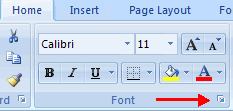 Home Insert Page Layout Fo
Calibri 11 A A
B I U A
rd Font